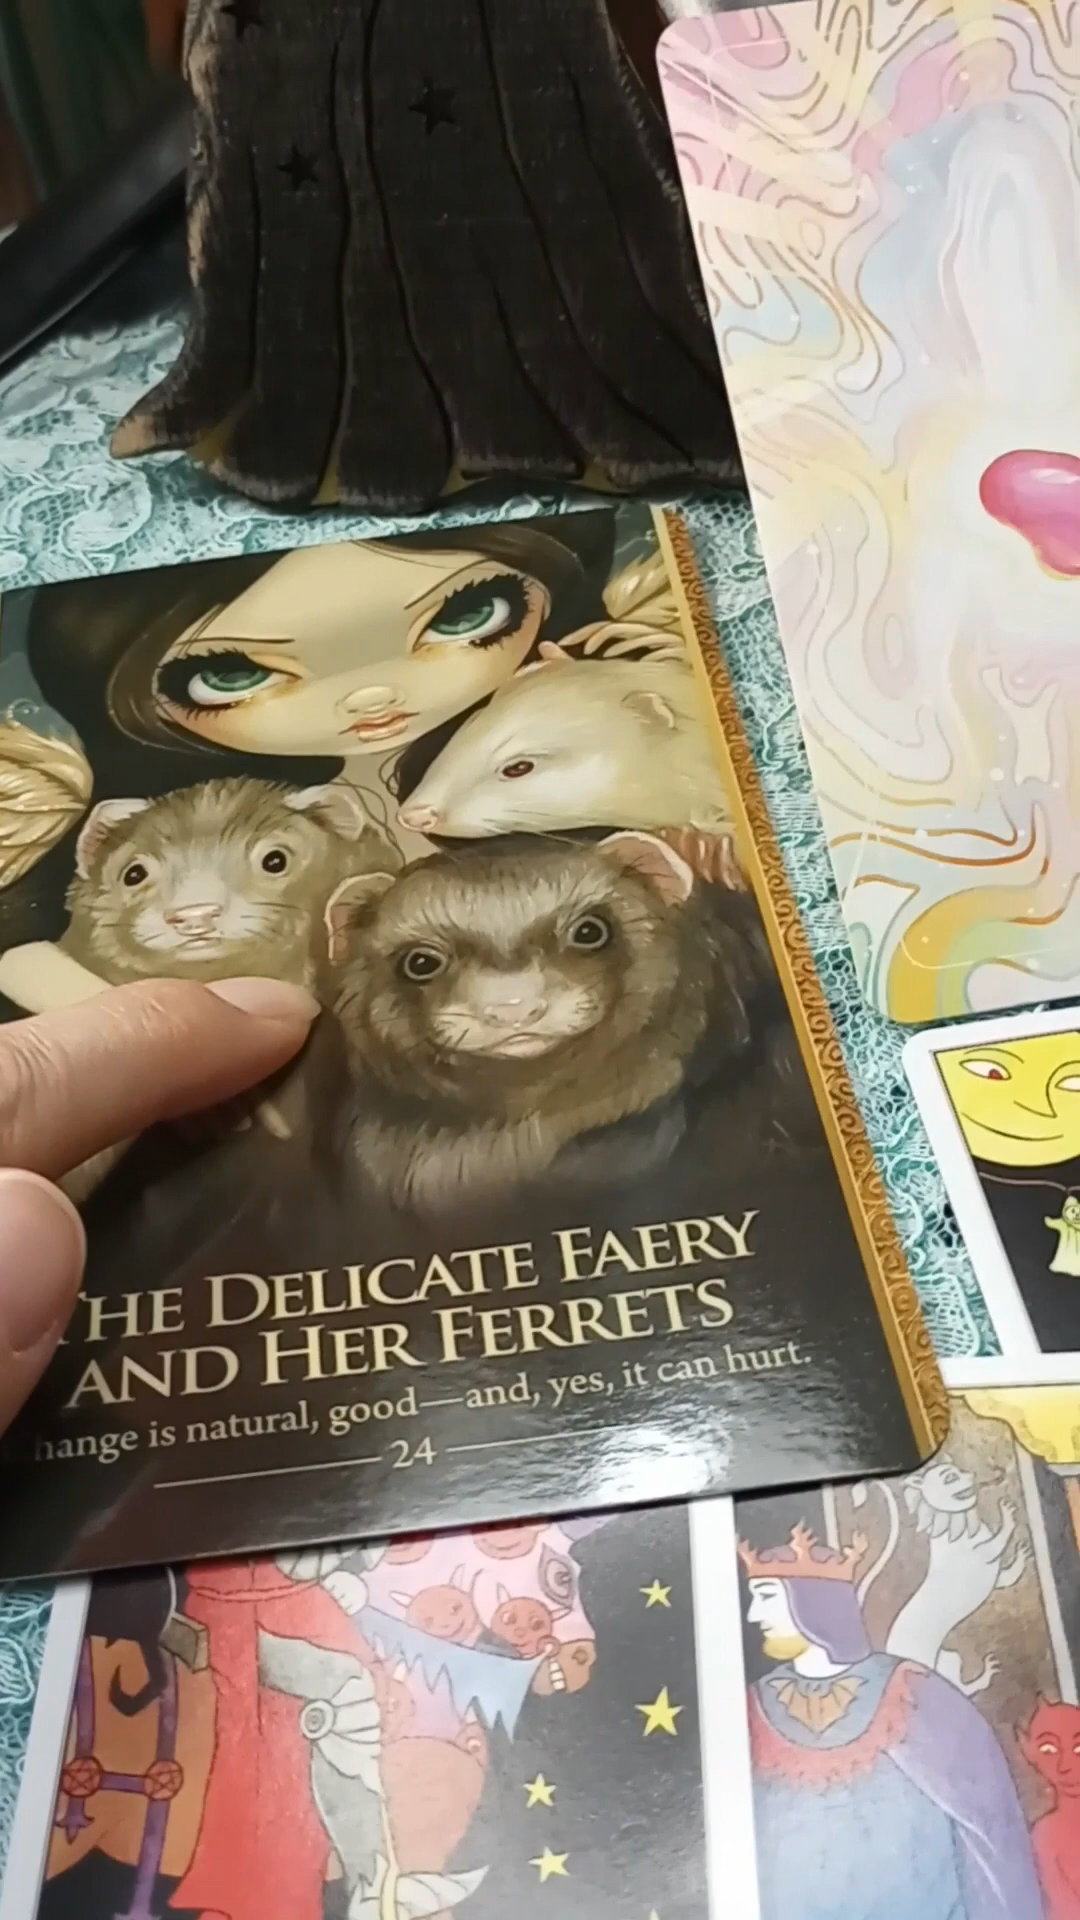 THE DELICATE FAERY
AND HER FERRETS
hange is natural, good—and, yes, it can hurt.
24